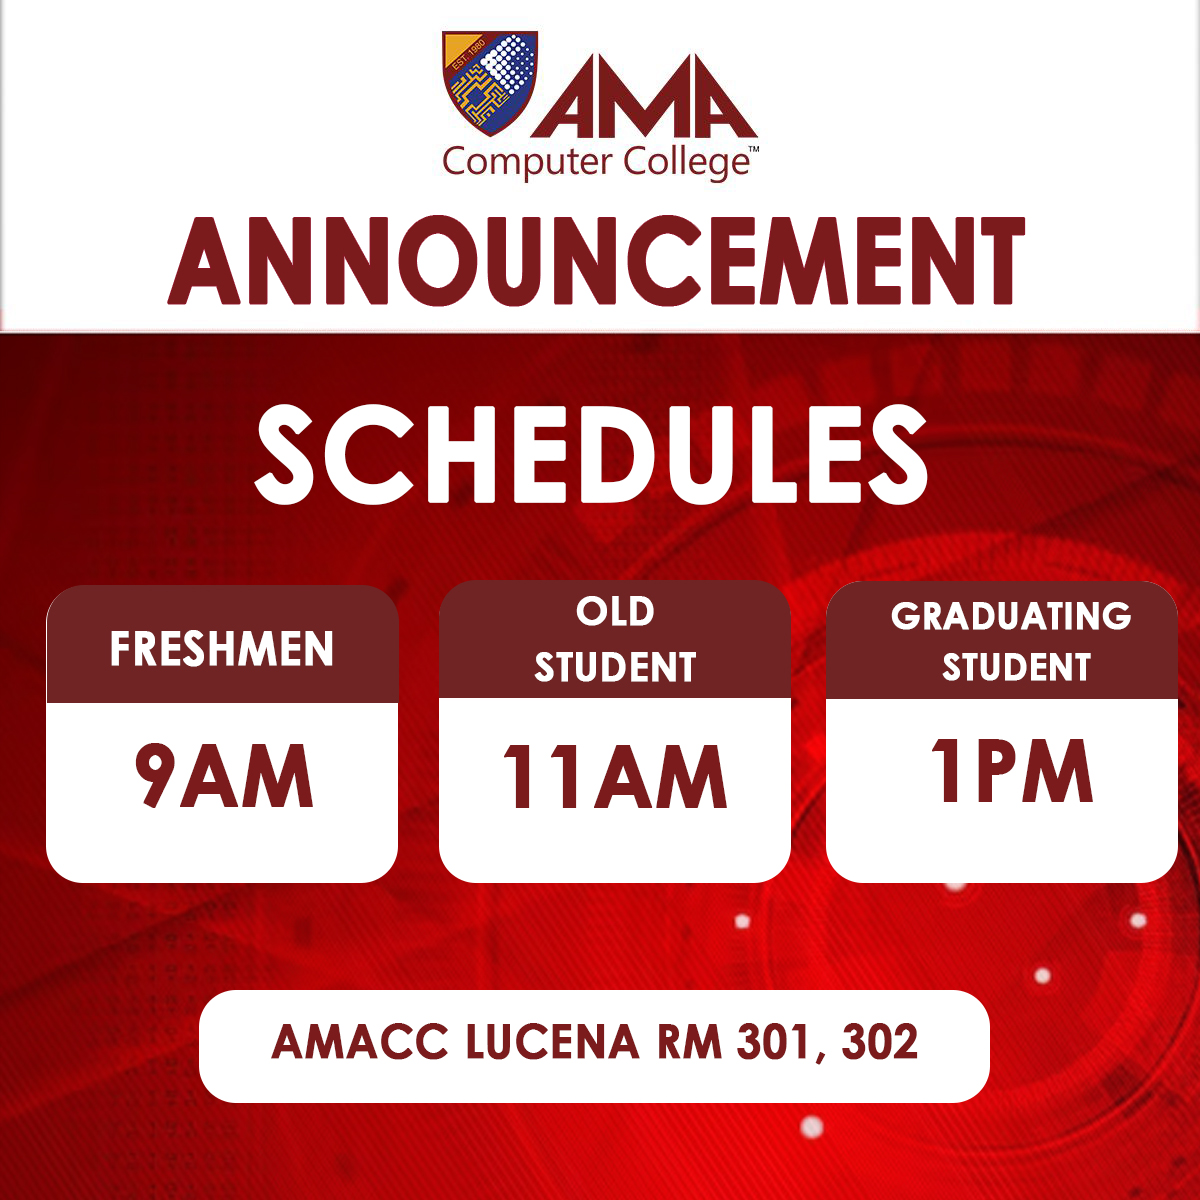 EST. 1980
AMA
Computer College™
ANNOUNCEMENT
SCHEDULES
FRESHMEN
9AM
OLD
STUDENT
11AM
GRADUATING
STUDENT
1PM
AMACC LUCENA RM 301, 302